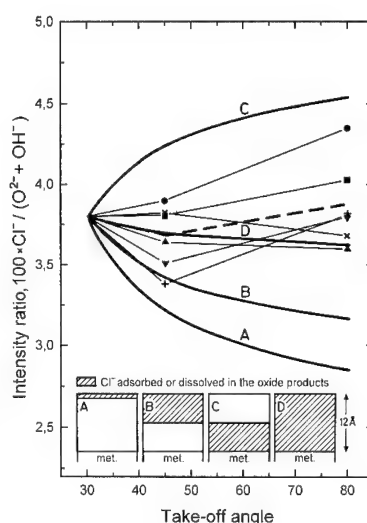 Intensity ratio, 100×Cl⁻ / (O²⁻ + OH⁻)
5,0
4,5
4,0
3,5
3,0
2,5
C
D
B
A
Cl⁻ adsorbed or dissolved in the oxide products
A
B
C
D
12Å
met.
met.
met.
met.
30
40
50
60
70
80
Take-off angle